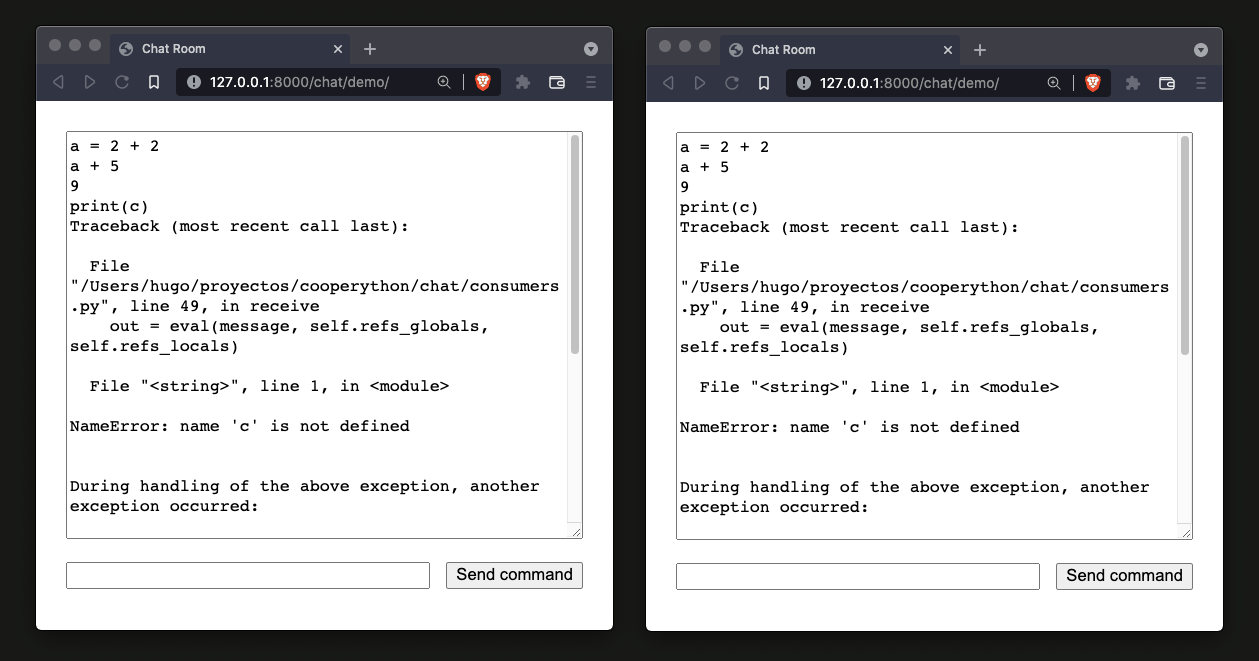 Chat Room
127.0.0.1:8000/chat/demo/
a = 2 + 2
a + 5
9
print(c)
Traceback (most recent call last):
  File
"/Users/hugo/proyectos/cooperython/chat/consumers
.py", line 49, in receive
    out = eval(message, self.refs_globals,
self.refs_locals)
  File "<string>", line 1, in <module>
NameError: name 'c' is not defined
During handling of the above exception, another
exception occurred:
Send command
Chat Room
127.0.0.1:8000/chat/demo/
a = 2 + 2
a + 5
9
print(c)
Traceback (most recent call last):
  File
"/Users/hugo/proyectos/cooperython/chat/consumers
.py", line 49, in receive
    out = eval(message, self.refs_globals,
self.refs_locals)
  File "<string>", line 1, in <module>
NameError: name 'c' is not defined
During handling of the above exception, another
exception occurred:
Send command